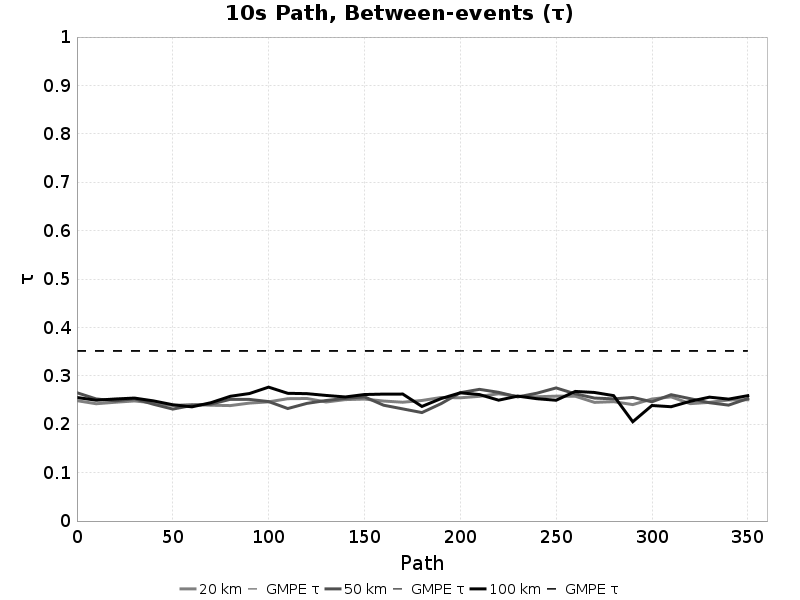 10s Path, Between-events (τ)
1
0.9
0.8
0.7
0.6
τ
0.5
0.4
0.3
0.2
0.1
0
0 50 100 150 200 250 300 350
Path
20 km GMPE τ 50 km GMPE τ 100 km GMPE τ